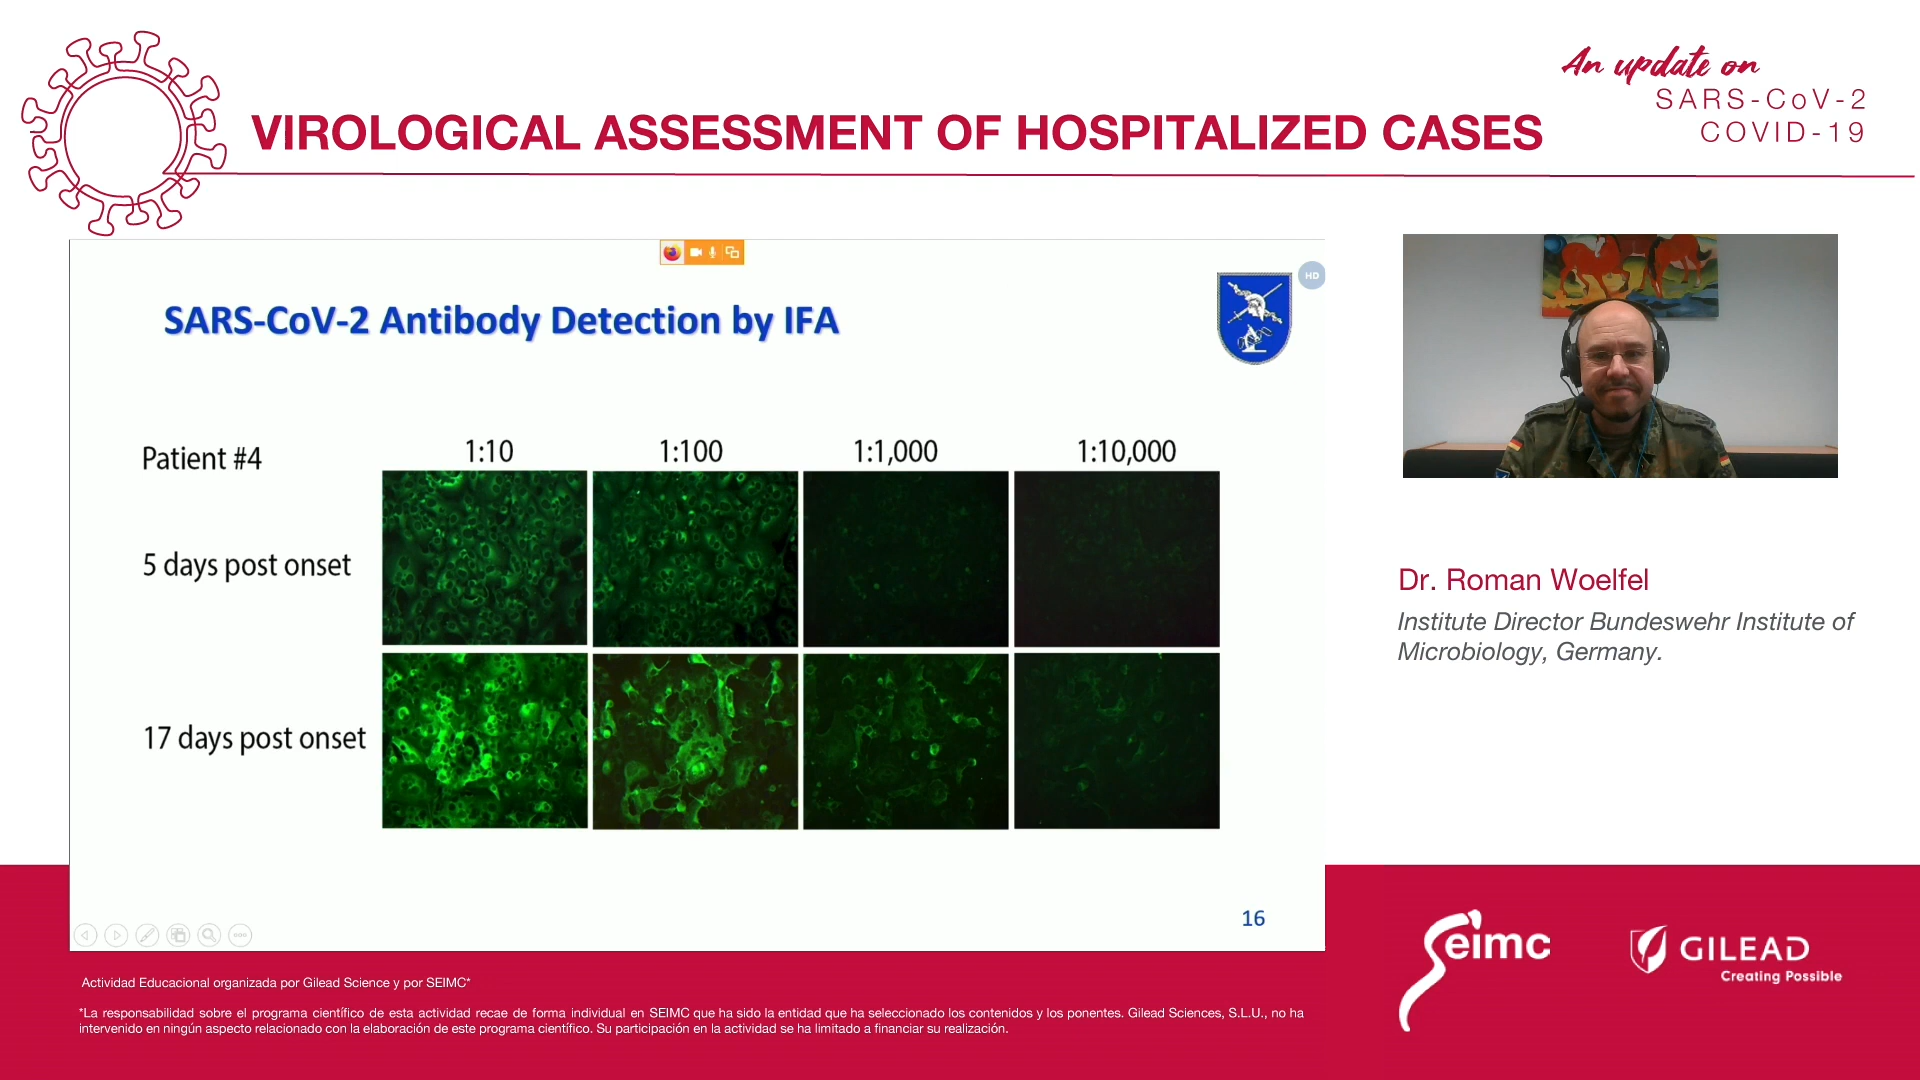 An update on
SARS-CoV-2
COVID-19
VIROLOGICAL ASSESSMENT OF HOSPITALIZED CASES
HD
SARS-CoV-2 Antibody Detection by IFA
Patient #4
1:10
1:100
1:1,000
1:10,000
5 days post onset
17 days post onset
16
Dr. Roman Woelfel
Institute Director Bundeswehr Institute of
Microbiology, Germany.
Seimc
GILEAD
Creating Possible
Actividad Educacional organizada por Gilead Science y por SEIMC*
*La responsabilidad sobre el programa científico de esta actividad recae de forma individual en SEIMC que ha sido la entidad que ha seleccionado los contenidos y los ponentes. Gilead Sciences, S.L.U., no ha
intervenido en ningún aspecto relacionado con la elaboración de este programa científico. Su participación en la actividad se ha limitado a financiar su realización.